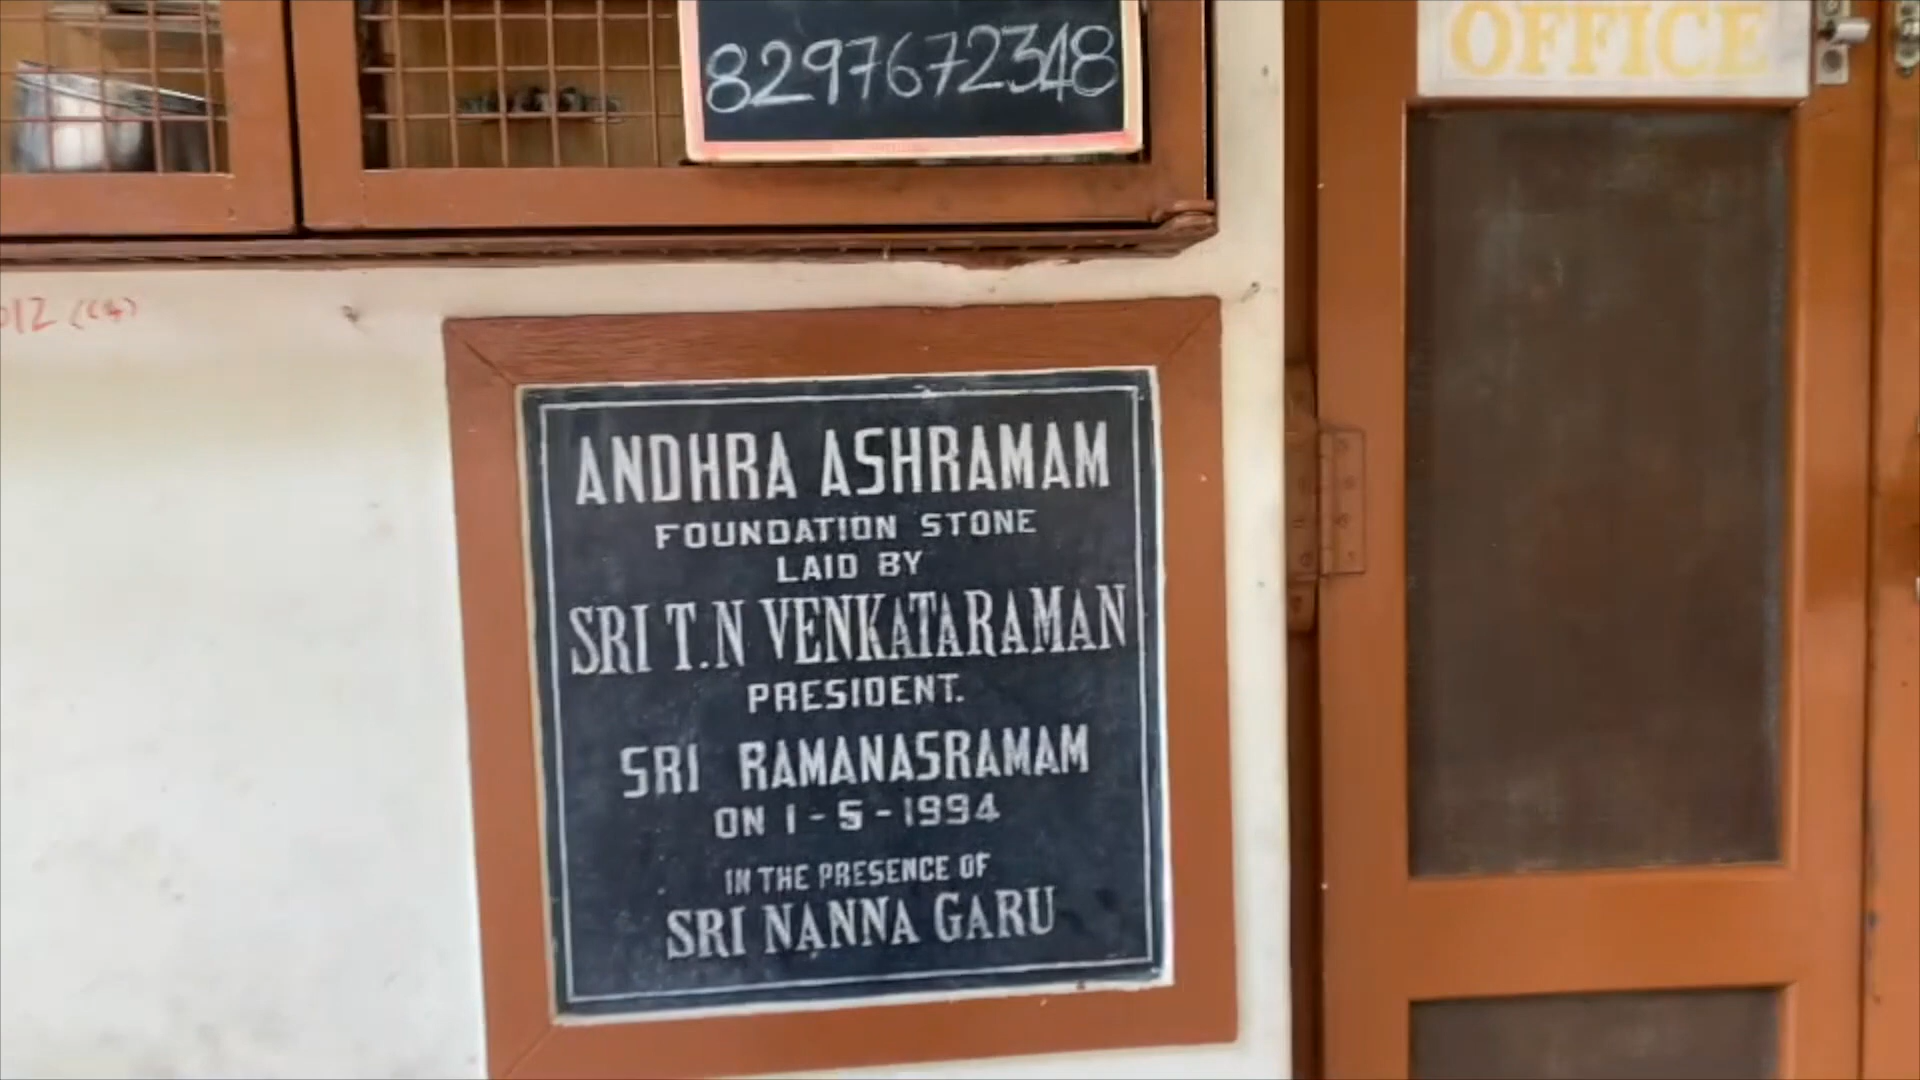 8297672348
OFFICE
ANDHRA ASHRAMAM
FOUNDATION STONE
LAID BY
SRI T.N VENKATARAMAN
PRESIDENT.
SRI RAMANASRAMAM
ON 1-5-1994
IN THE PRESENCE OF
SRI NANNA GARU